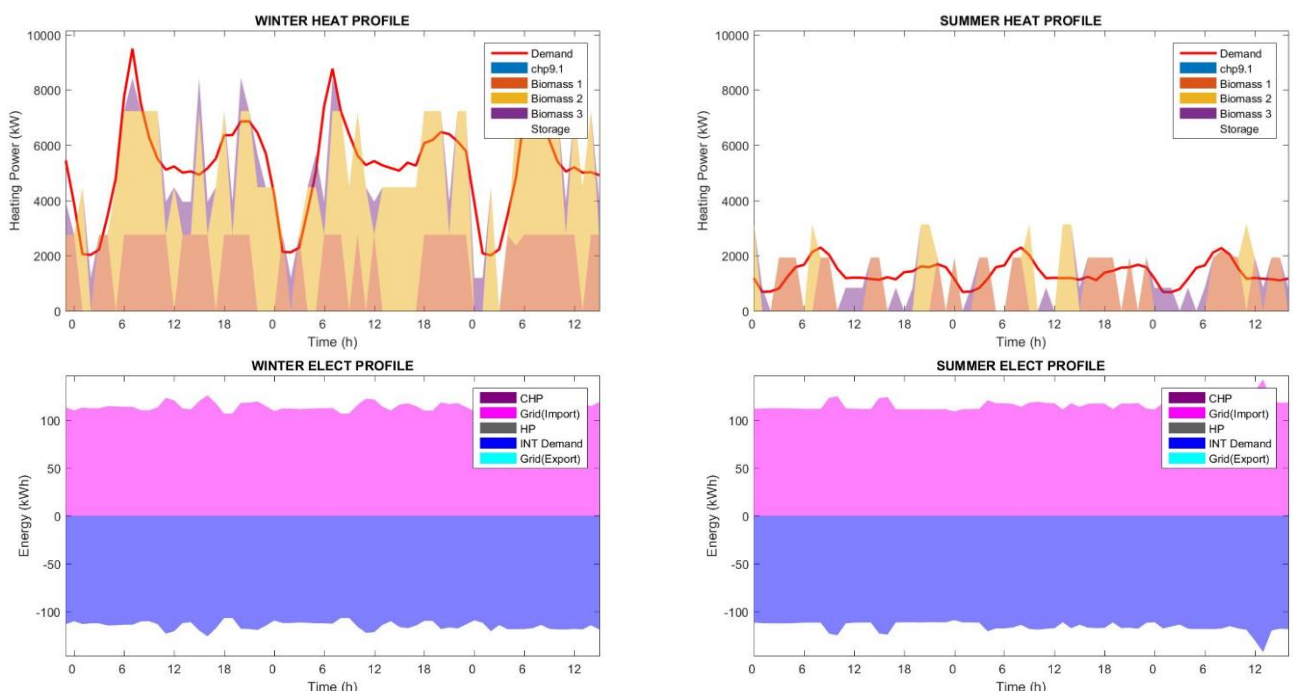 WINTER HEAT PROFILE
10000
8000
6000
4000
2000
0
Heating Power (kW)
Demand
chp9.1
Biomass 1
Biomass 2
Biomass 3
Storage
0 6 12 18 0 6 12 18 0 6 12
Time (h)
SUMMER HEAT PROFILE
10000
8000
6000
4000
2000
0
Heating Power (kW)
Demand
chp9.1
Biomass 1
Biomass 2
Biomass 3
Storage
0 6 12 18 0 6 12 18 0 6 12
Time (h)
WINTER ELECT PROFILE
100
50
0
-50
-100
Energy (kWh)
CHP
Grid(Import)
HP
INT Demand
Grid(Export)
0 6 12 18 0 6 12 18 0 6 12
Time (h)
SUMMER ELECT PROFILE
100
50
0
-50
-100
Energy (kWh)
CHP
Grid(Import)
HP
INT Demand
Grid(Export)
0 6 12 18 0 6 12 18 0 6 12
Time (h)